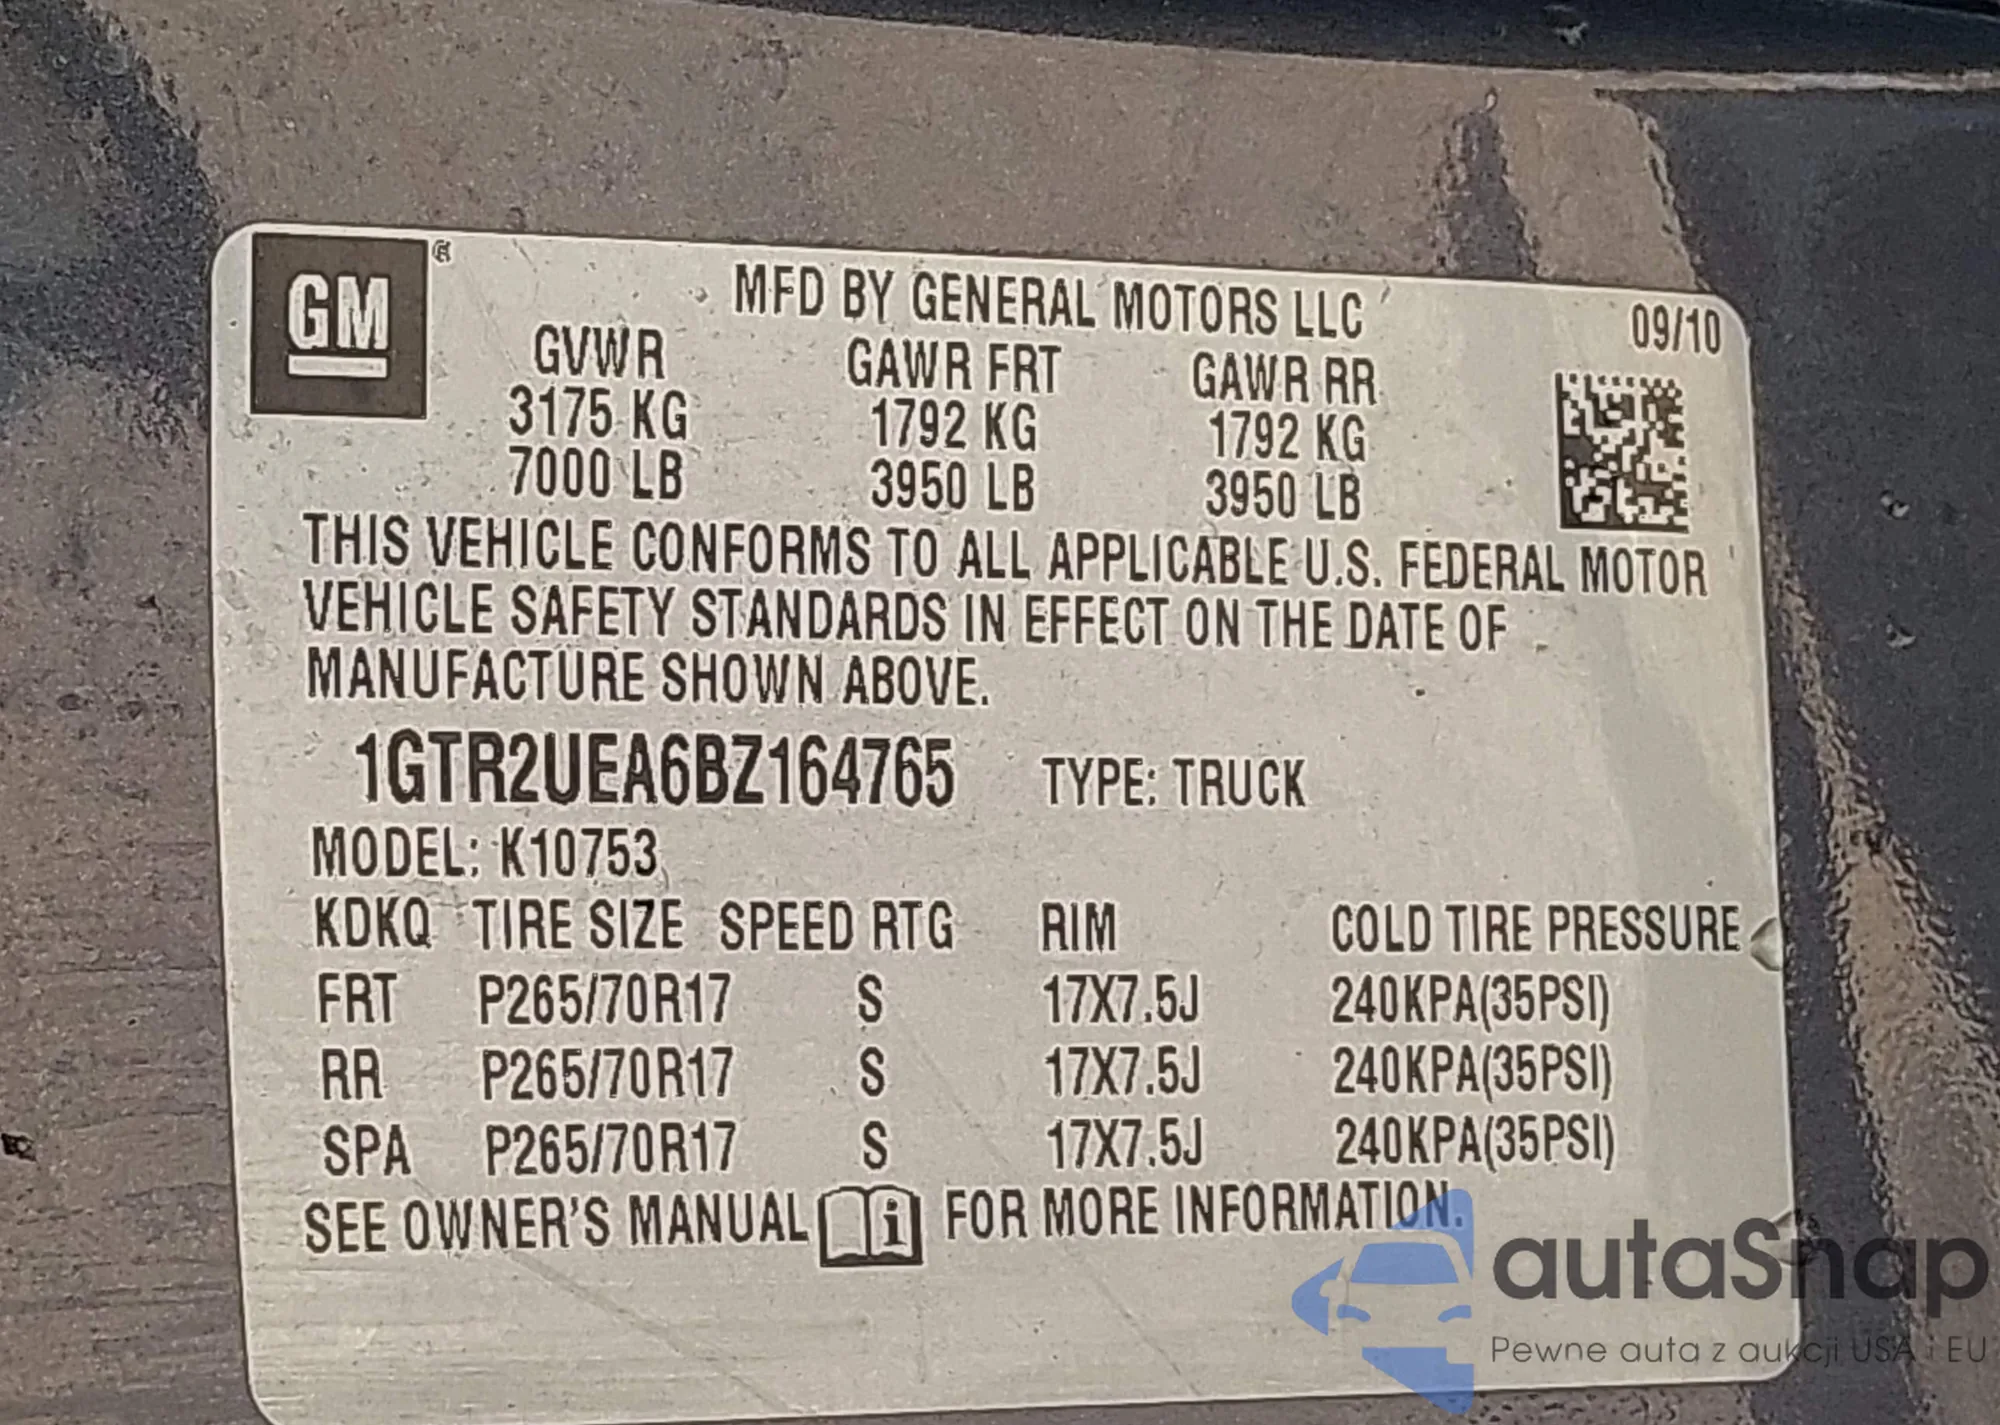 GM
MFD BY GENERAL MOTORS LLC
09/10
GVWR GAWR FRT GAWR RR
3175 KG 1792 KG 1792 KG
7000 LB 3950 LB 3950 LB
THIS VEHICLE CONFORMS TO ALL APPLICABLE U.S. FEDERAL MOTOR
VEHICLE SAFETY STANDARDS IN EFFECT ON THE DATE OF
MANUFACTURE SHOWN ABOVE.
1GTR2UEA6BZ164765 TYPE: TRUCK
MODEL: K10753
KDKQ TIRE SIZE SPEED RTG RIM COLD TIRE PRESSURE
FRT P265/70R17 S 17X7.5J 240KPA(35PSI)
RR P265/70R17 S 17X7.5J 240KPA(35PSI)
SPA P265/70R17 S 17X7.5J 240KPA(35PSI)
SEE OWNER'S MANUAL i FOR MORE INFORMATION.
autaSnap
Pewne auta z aukcji USA i EU